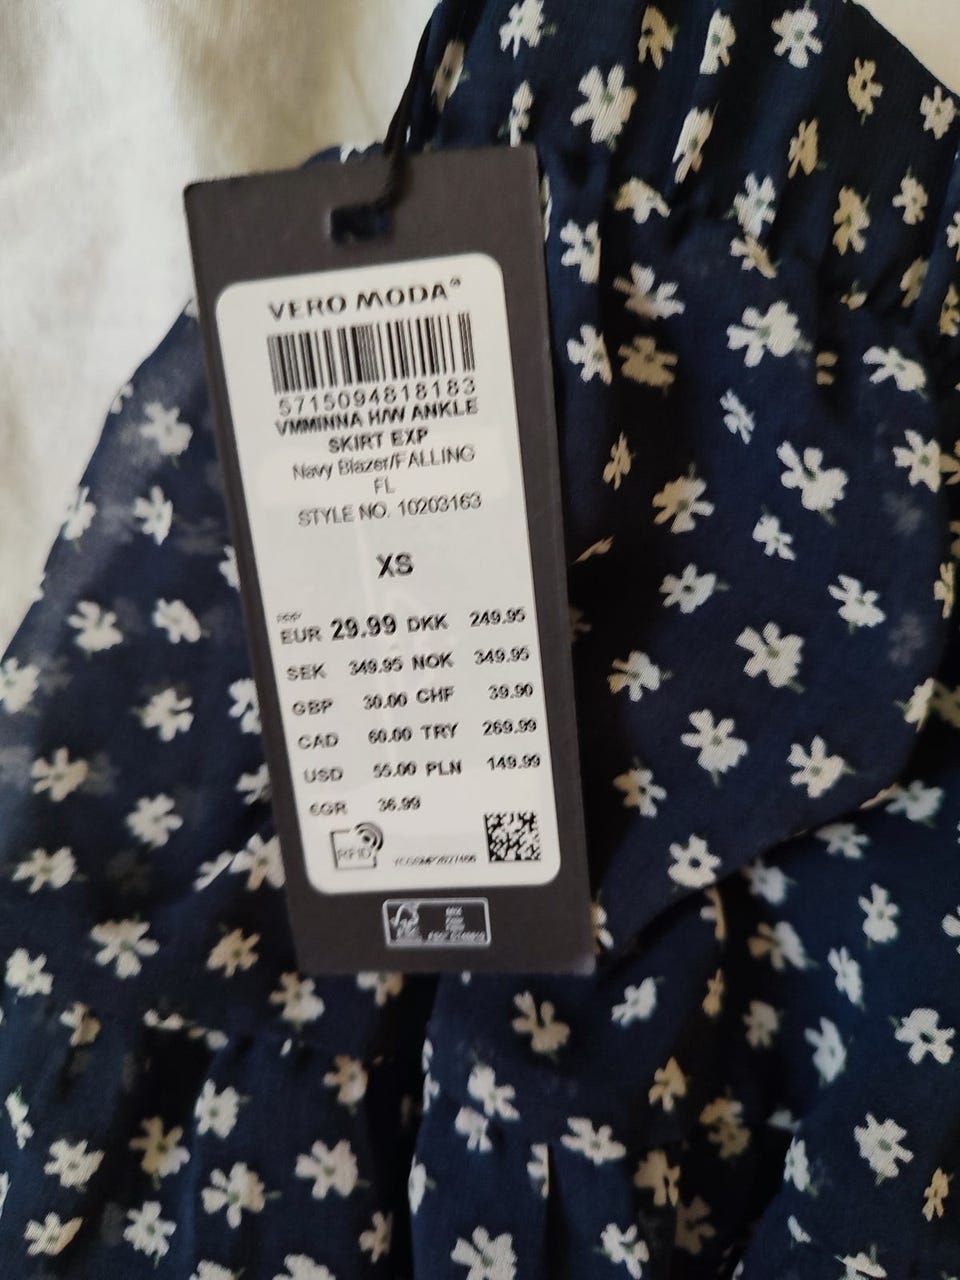 VERO MODA®
5715094818183
VMMINNA H/W ANKLE
SKIRT EXP
Navy Blazer/FALLING
FL
STYLE NO. 10203163
XS
EUR 29.99 DKK 249.95
SEK 349.95 NOK 349.95
GBP 30.00 CHF 39.90
CAD 60.00 TRY 269.99
USD 55.00 PLN 149.99
€GR 36.99
RFID